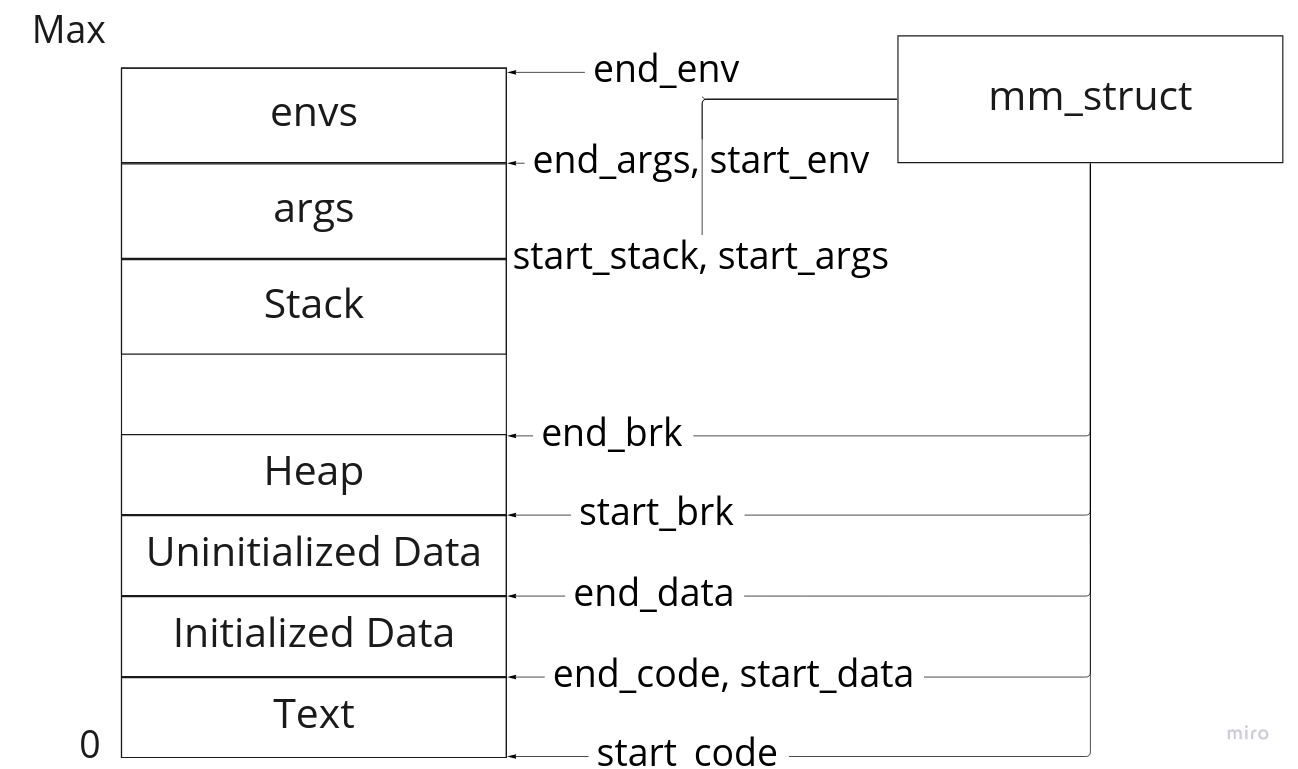 Max
end_env
mm_struct
envs
end_args, start_env
args
start_stack, start_args
Stack
end_brk
Heap
start_brk
Uninitialized Data
end_data
Initialized Data
end_code, start_data
Text
0
start_code
miro